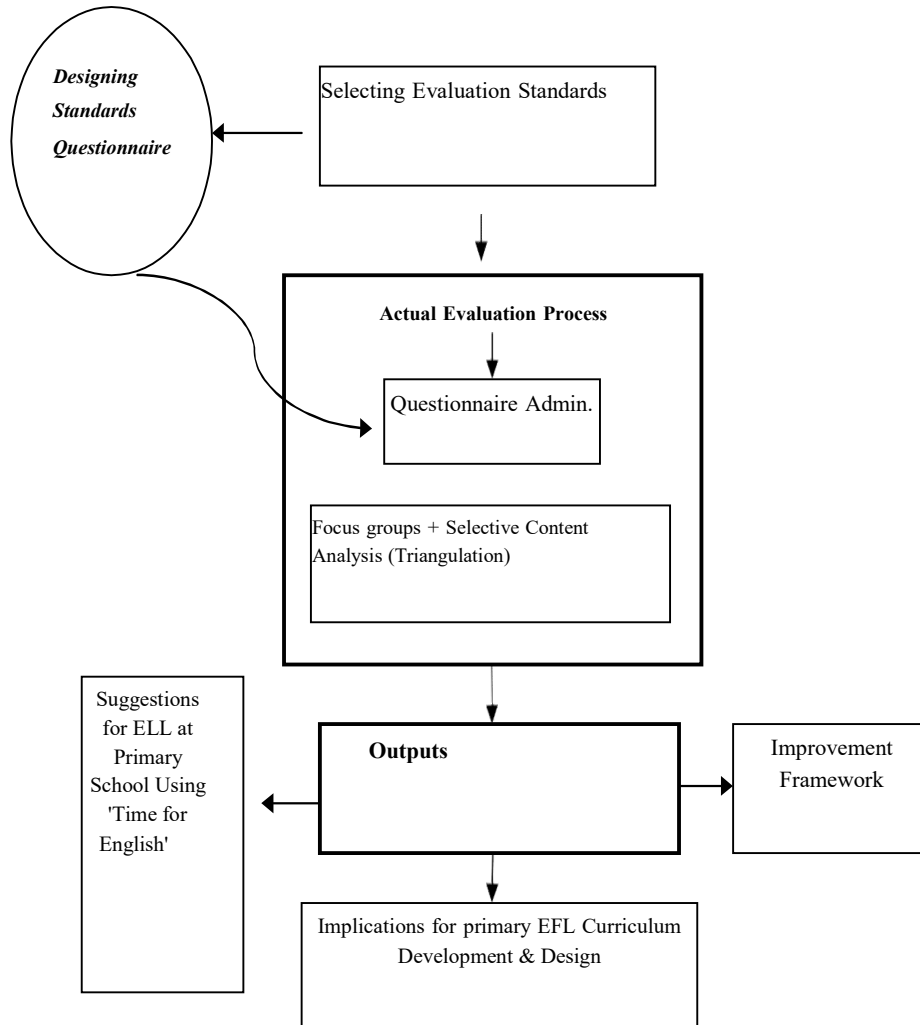 Designing
Standards
Questionnaire
Selecting Evaluation Standards
Actual Evaluation Process
Questionnaire Admin.
Focus groups + Selective Content
Analysis (Triangulation)
Suggestions
for ELL at
Primary
School Using
'Time for
English'
Outputs
Improvement
Framework
Implications for primary EFL Curriculum
Development & Design